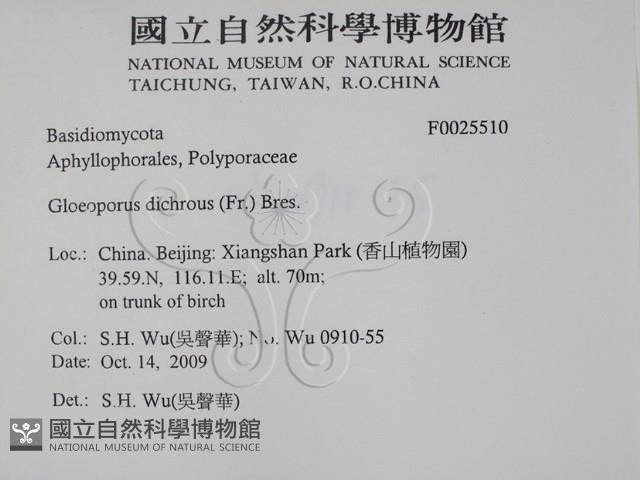 國立自然科學博物館
NATIONAL MUSEUM OF NATURAL SCIENCE
TAICHUNG, TAIWAN, R.O.CHINA
Basidiomycota F0025510
Aphyllophorales, Polyporaceae
Gloeoporus dichrous (Fr.) Bres.
Loc.: China. Beijing: Xiangshan Park (香山植物園)
39.59.N, 116.11.E; alt. 70m;
on trunk of birch
Col.: S.H. Wu(吳聲華); No. Wu 0910-55
Date: Oct. 14, 2009
Det.: S.H. Wu(吳聲華)
國立自然科學博物館
NATIONAL MUSEUM OF NATURAL SCIENCE